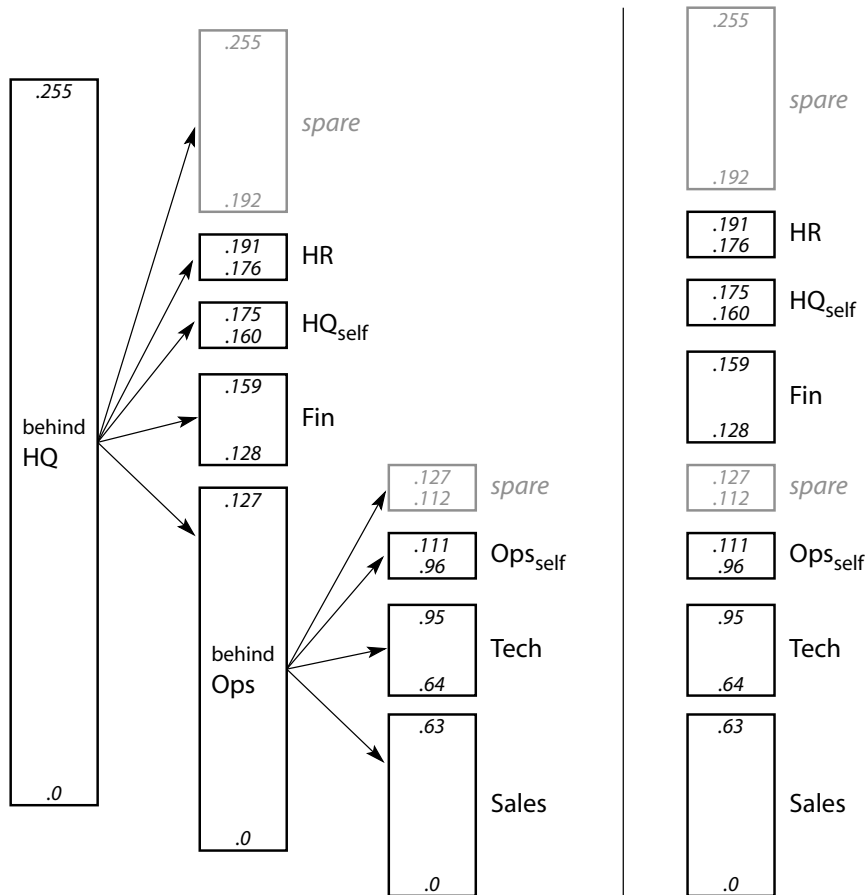 .255
behind
HQ
.0
.255
spare
.192
.191
.176
HR
.175
.160
HQself
.159
Fin
.128
.127
behind
Ops
.0
.127
.112
spare
.111
.96
Opsself
.95
Tech
.64
.63
Sales
.0
.255
spare
.192
.191
.176
HR
.175
.160
HQself
.159
Fin
.128
.127
.112
spare
.111
.96
Opsself
.95
Tech
.64
.63
Sales
.0